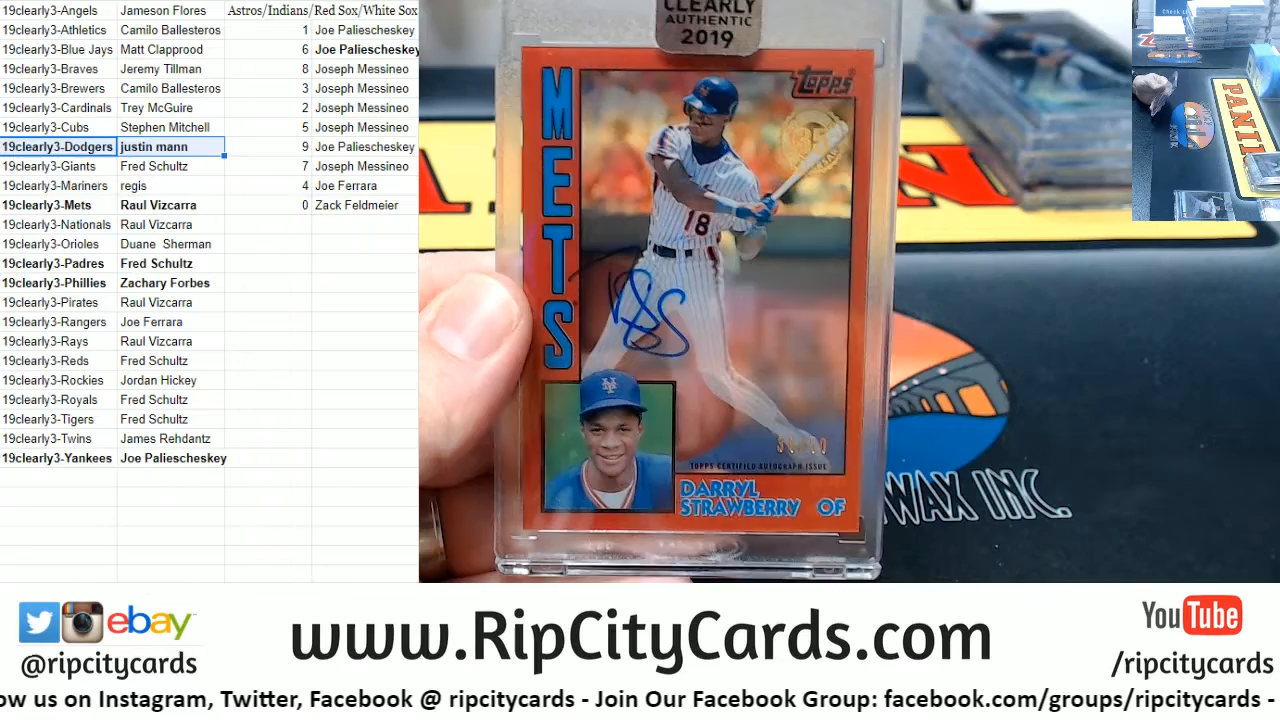 19clearly3-Angels Jameson Flores Astros/Indians/Red Sox/White Sox
19clearly3-Athletics Camilo Ballesteros 1 Joe Paliescheskey
19clearly3-Blue Jays Matt Clapprood 6 Joe Paliescheskey
19clearly3-Braves Jeremy Tillman 8 Joseph Messineo
19clearly3-Brewers Camilo Ballesteros 3 Joseph Messineo
19clearly3-Cardinals Trey McGuire 2 Joseph Messineo
19clearly3-Cubs Stephen Mitchell 5 Joseph Messineo
19clearly3-Dodgers justin mann 9 Joe Paliescheskey
19clearly3-Giants Fred Schultz 7 Joseph Messineo
19clearly3-Mariners regis 4 Joe Ferrara
19clearly3-Mets Raul Vizcarra 0 Zack Feldmeier
19clearly3-Nationals Raul Vizcarra
19clearly3-Orioles Duane Sherman
19clearly3-Padres Fred Schultz
19clearly3-Phillies Zachary Forbes
19clearly3-Pirates Raul Vizcarra
19clearly3-Rangers Joe Ferrara
19clearly3-Rays Raul Vizcarra
19clearly3-Reds Fred Schultz
19clearly3-Rockies Jordan Hickey
19clearly3-Royals Fred Schultz
19clearly3-Tigers Fred Schultz
19clearly3-Twins James Rehdantz
19clearly3-Yankees Joe Paliescheskey
CLEARLY
AUTHENTIC
2019
METS
Topps
35
18
TOPPS CERTIFIED AUTOGRAPH ISSUE
DARRYL
STRAWBERRY OF
WAX INC.
PANINI
ebay
@ripcitycards
www.RipCityCards.com
YouTube
/ripcitycards
ow us on Instagram, Twitter, Facebook @ ripcitycards - Join Our Facebook Group: facebook.com/groups/ripcitycards -